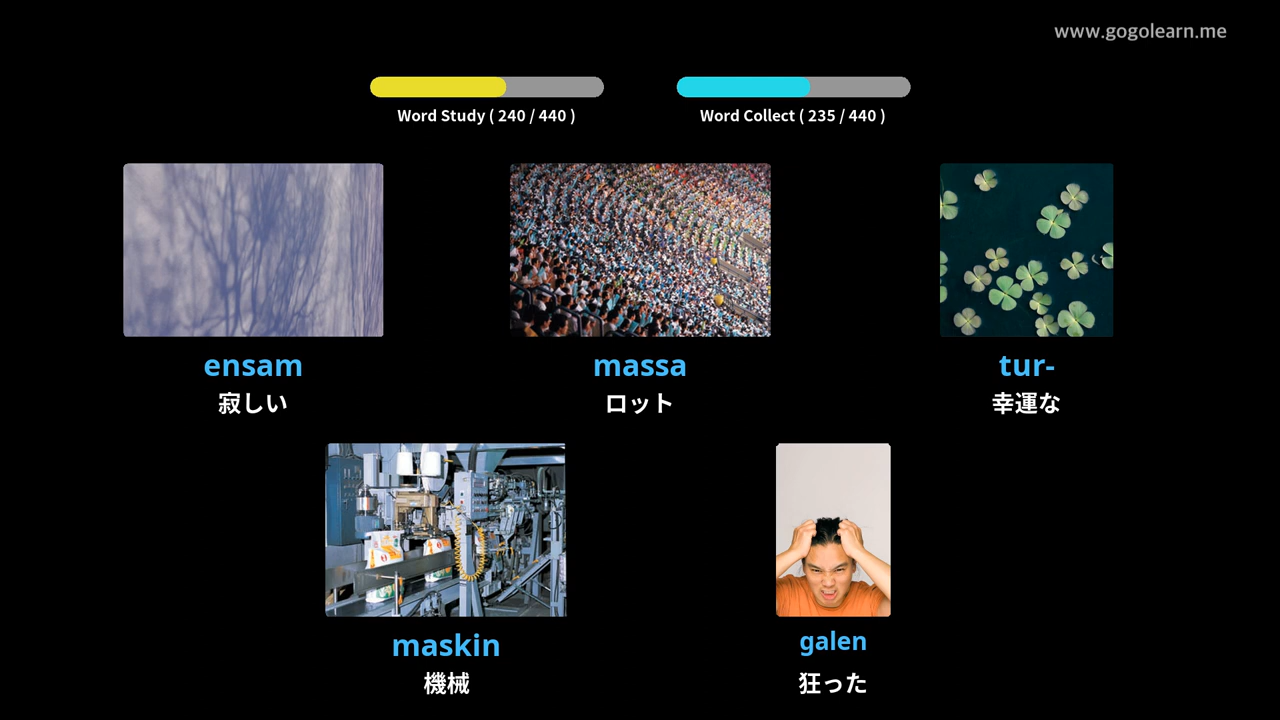 www.gogolearn.me
Word Study ( 240 / 440 )
Word Collect ( 235 / 440 )
ensam
寂しい
massa
ロット
tur-
幸運な
maskin
機械
galen
狂った